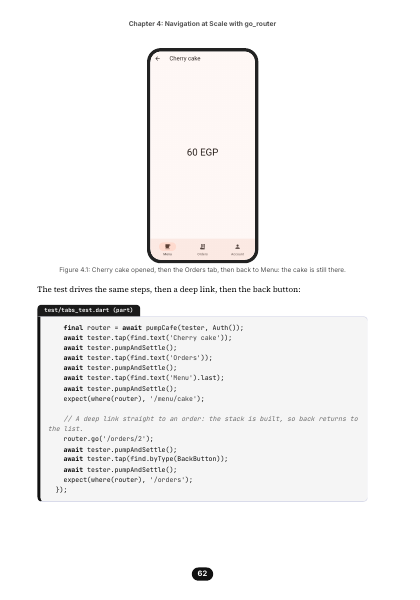 Chapter 4: Navigation at Scale with go_router
← Cherry cake
60 EGP
Menu Orders Account
Figure 4.1: Cherry cake opened, then the Orders tab, then back to Menu: the cake is still there.
The test drives the same steps, then a deep link, then the back button:
test/tabs_test.dart (part)
final router = await pumpCafe(tester, Auth());
await tester.tap(find.text('Cherry cake'));
await tester.pumpAndSettle();
await tester.tap(find.text('Orders'));
await tester.pumpAndSettle();
await tester.tap(find.text('Menu').last);
await tester.pumpAndSettle();
expect(where(router), '/menu/cake');
// A deep link straight to an order: the stack is built, so back returns to
the list.
router.go('/orders/2');
await tester.pumpAndSettle();
await tester.tap(find.byType(BackButton));
await tester.pumpAndSettle();
expect(where(router), '/orders');
});
62